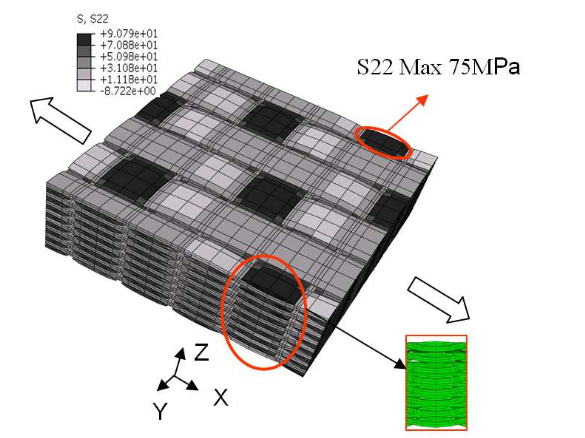 S, S22
+9.079e+01
+7.088e+01
+5.098e+01
+3.108e+01
+1.118e+01
-8.722e+00
S22 Max 75MPa
Z
X
Y